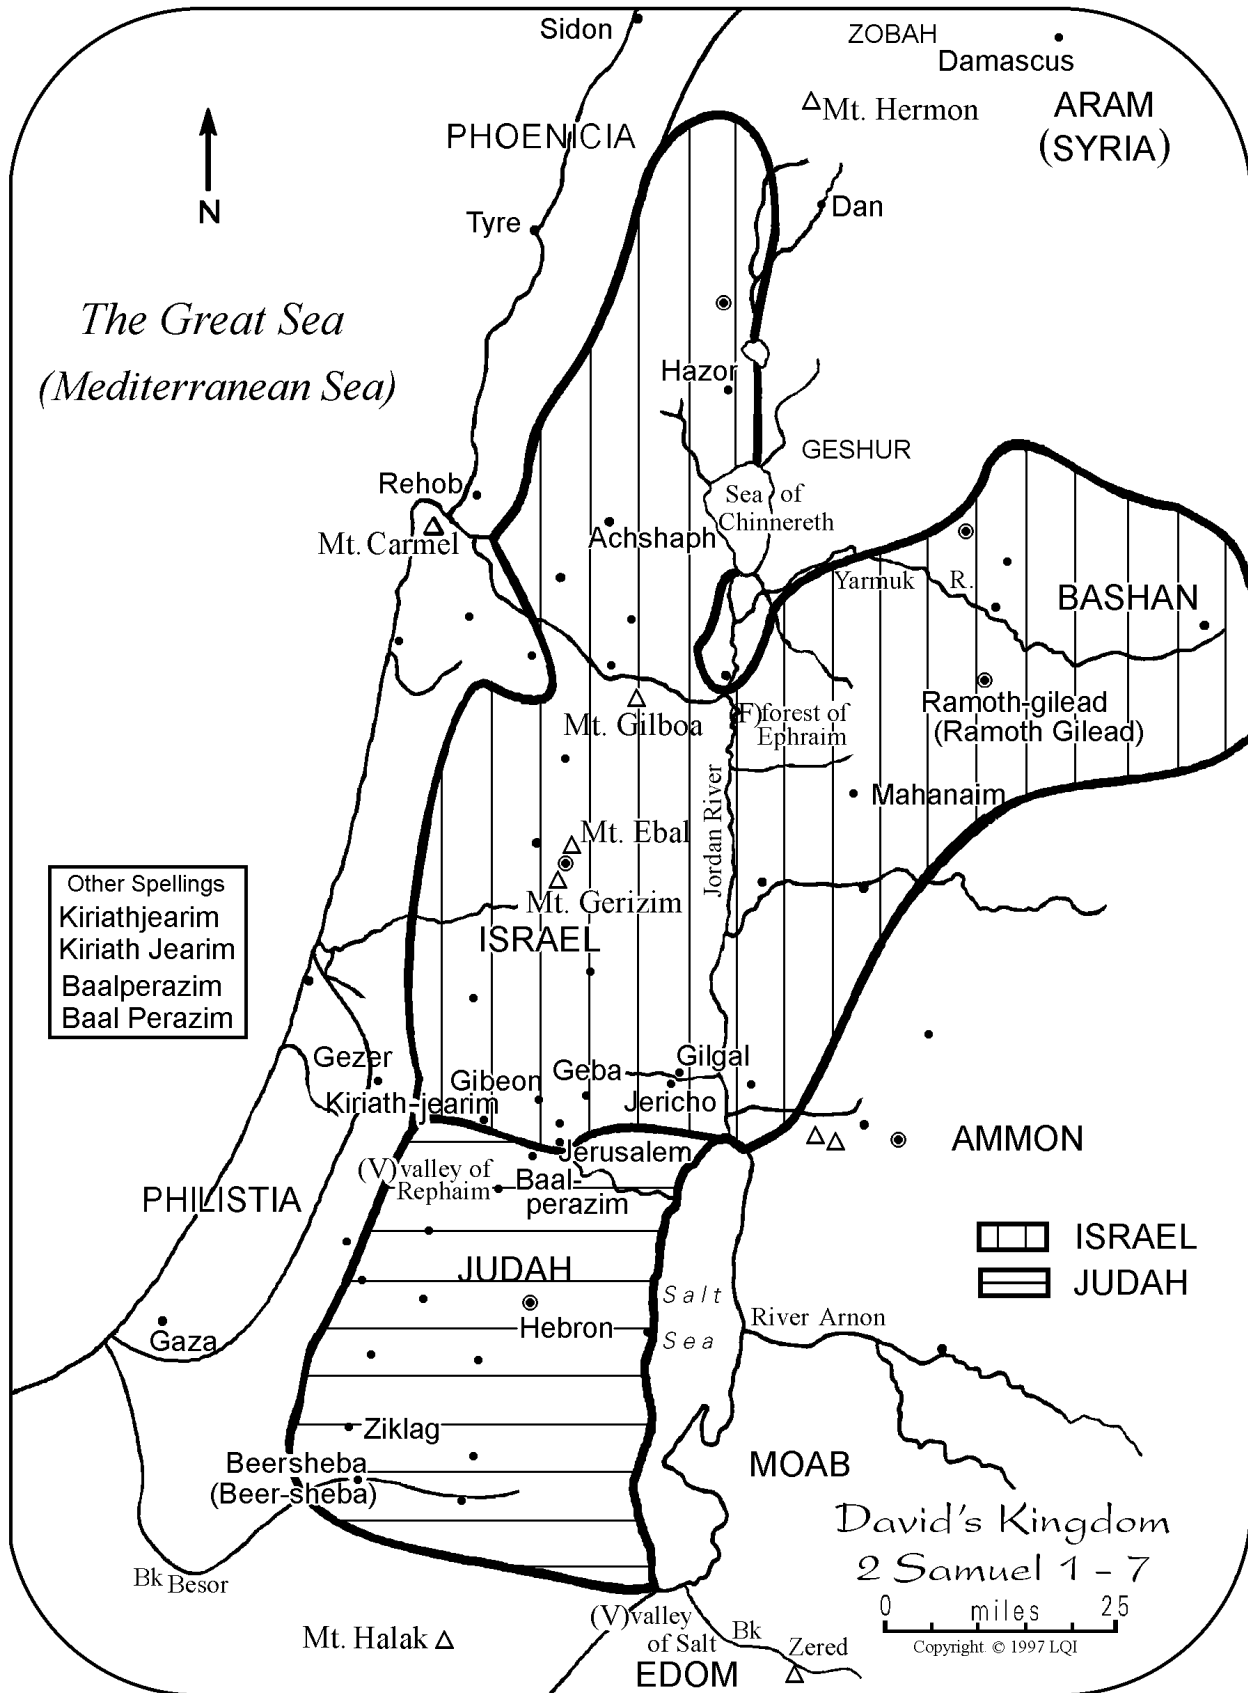 Sidon
ZOBAH
Damascus
Mt. Hermon
ARAM
(SYRIA)
PHOENICIA
N
Tyre
Dan
The Great Sea
(Mediterranean Sea)
Hazor
GESHUR
Rehob
Sea of
Chinnereth
Mt. Carmel
Achshaph
Yarmuk R.
BASHAN
Ramoth-gilead
(Ramoth Gilead)
Mt. Gilboa
(F)forest of
Ephraim
Jordan River
Mahanaim
Mt. Ebal
Mt. Gerizim
ISRAEL
Other Spellings
Kiriathjearim
Kiriath Jearim
Baalperazim
Baal Perazim
Gezer
Gibeon
Geba
Gilgal
Kiriath-jearim
Jericho
AMMON
Jerusalem
(V)valley of
Rephaim
Baal-
perazim
PHILISTIA
ISRAEL
JUDAH
JUDAH
Salt
Sea
River Arnon
Hebron
Gaza
Ziklag
Beersheba
(Beer-sheba)
MOAB
David's Kingdom
2 Samuel 1 - 7
Bk Besor
0 miles 25
(V)valley
of Salt
Bk Zered
Mt. Halak
Copyright © 1997 LQI
EDOM